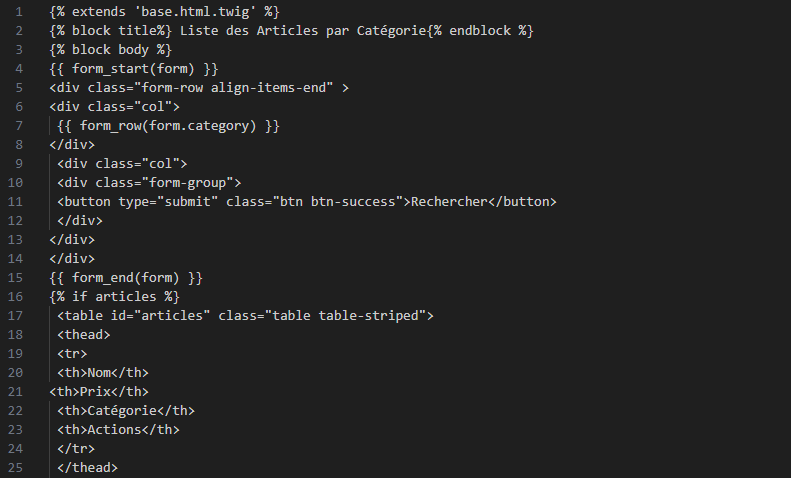 1 {% extends 'base.html.twig' %}
2 {% block title%} Liste des Articles par Catégorie{% endblock %}
3 {% block body %}
4 {{ form_start(form) }}
5 <div class="form-row align-items-end" >
6 <div class="col">
7 {{ form_row(form.category) }}
8 </div>
9 <div class="col">
10 <div class="form-group">
11 <button type="submit" class="btn btn-success">Rechercher</button>
12 </div>
13 </div>
14 </div>
15 {{ form_end(form) }}
16 {% if articles %}
17 <table id="articles" class="table table-striped">
18 <thead>
19 <tr>
20 <th>Nom</th>
21 <th>Prix</th>
22 <th>Catégorie</th>
23 <th>Actions</th>
24 </tr>
25 </thead>